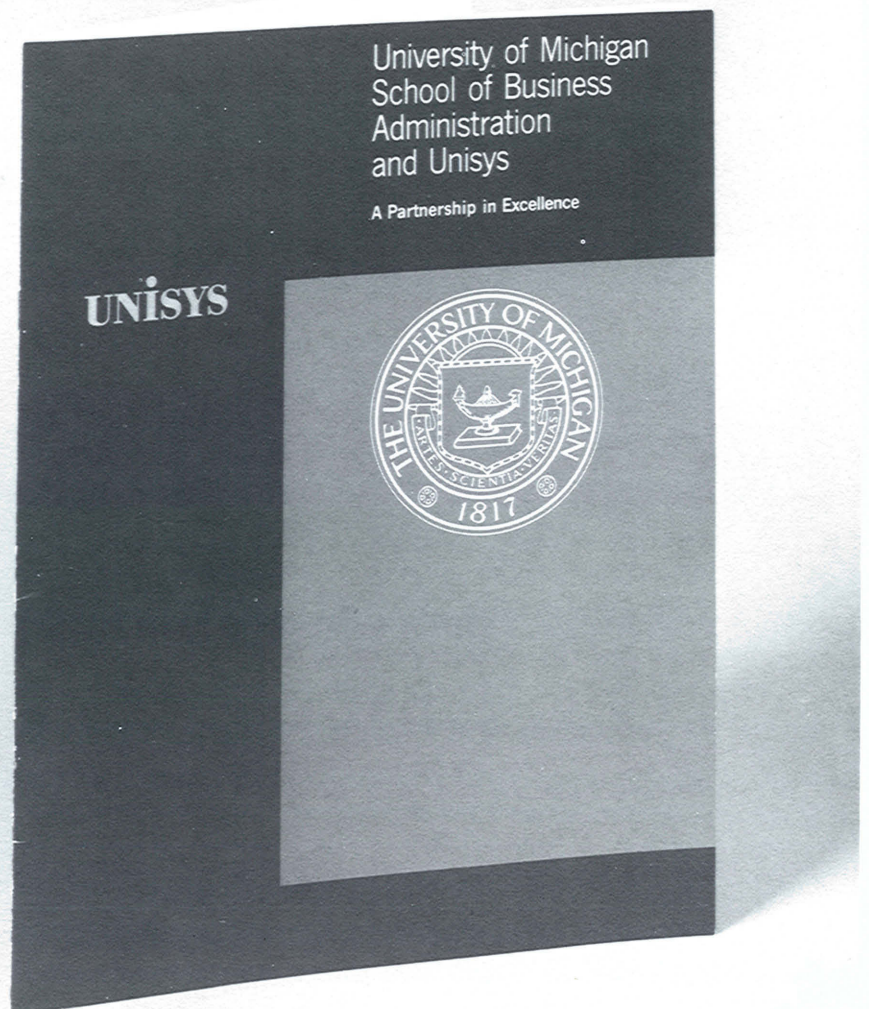 University of Michigan
School of Business
Administration
and Unisys
A Partnership in Excellence
UNiSYS
THE UNIVERSITY OF MICHIGAN
ARTES·SCIENTIA·VERITAS
1817